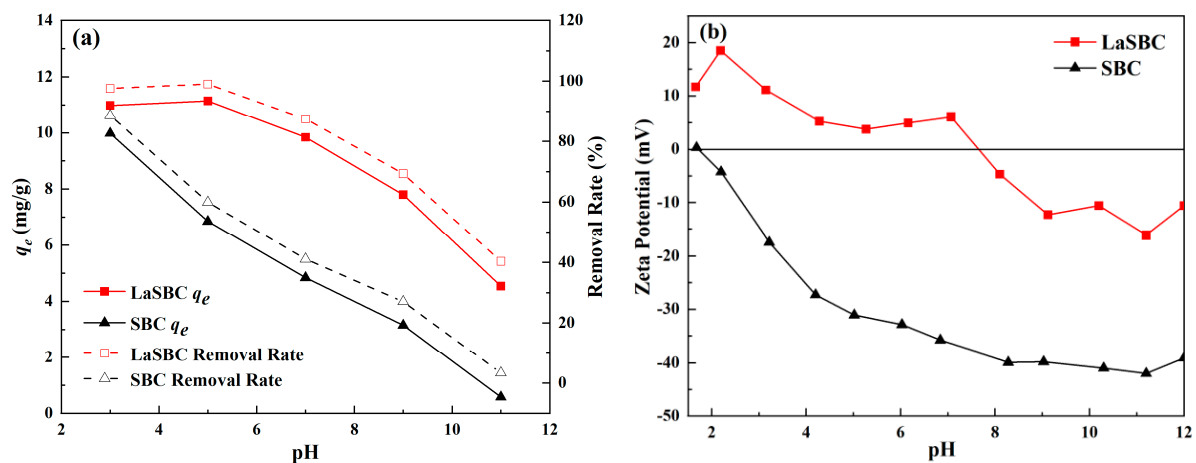 (a)
14
12
10
8
6
4
2
0
q_e (mg/g)
120
100
80
60
40
20
0
Removal Rate (%)
LaSBC q_e
SBC q_e
LaSBC Removal Rate
SBC Removal Rate
2 4 6 8 10 12
pH
(b)
20
10
0
-10
-20
-30
-40
-50
Zeta Potential (mV)
LaSBC
SBC
2 4 6 8 10 12
pH